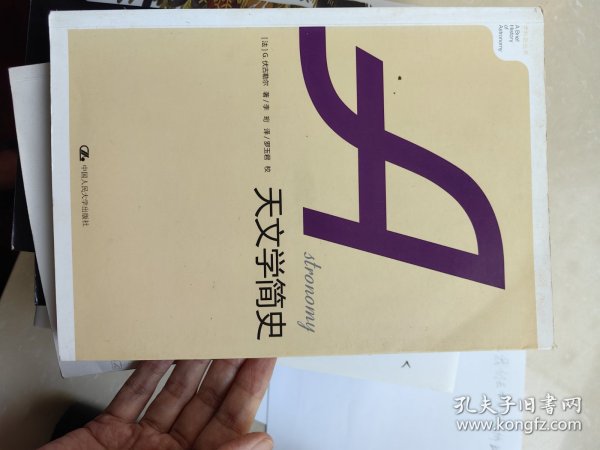 A Brief
History
of
Astronomy
[法] G.伏古勒尔 著/李珩 译/罗玉君 校
天文学简史
Astronomy
中国人民大学出版社
孔夫子旧书网
www.kongfz.com